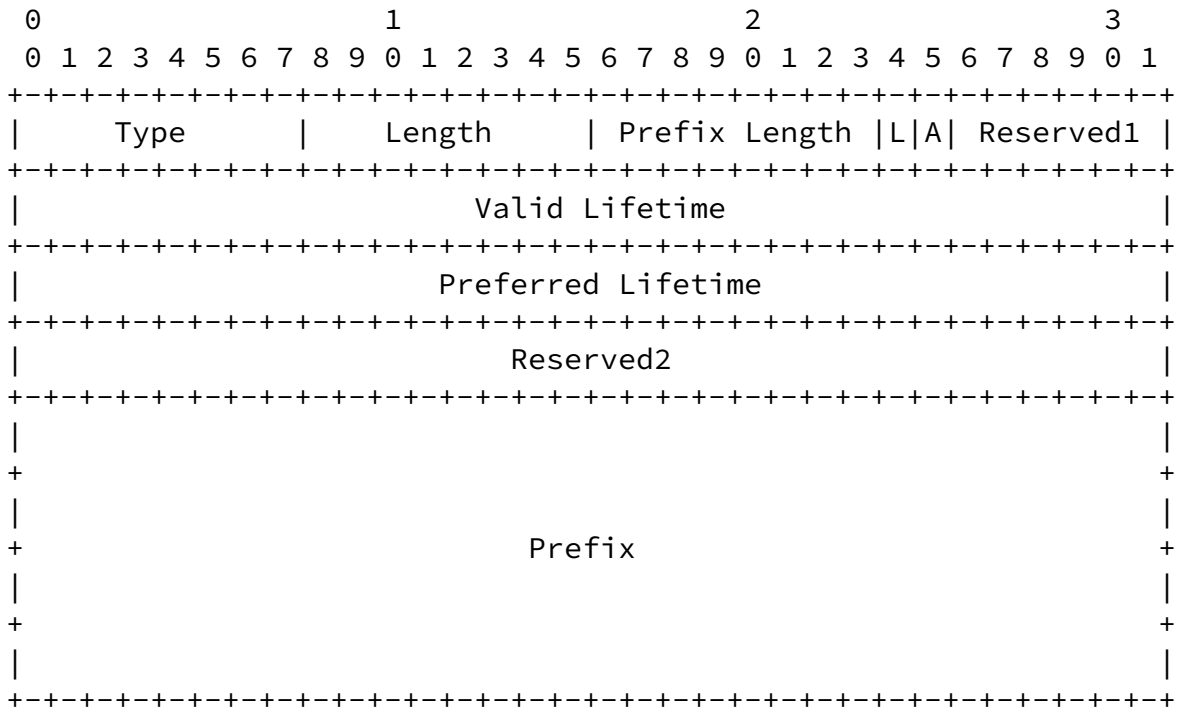 0                   1                   2                   3
 0 1 2 3 4 5 6 7 8 9 0 1 2 3 4 5 6 7 8 9 0 1 2 3 4 5 6 7 8 9 0 1
+-+-+-+-+-+-+-+-+-+-+-+-+-+-+-+-+-+-+-+-+-+-+-+-+-+-+-+-+-+-+-+-+
|     Type      |    Length     | Prefix Length |L|A| Reserved1 |
+-+-+-+-+-+-+-+-+-+-+-+-+-+-+-+-+-+-+-+-+-+-+-+-+-+-+-+-+-+-+-+-+
|                         Valid Lifetime                        |
+-+-+-+-+-+-+-+-+-+-+-+-+-+-+-+-+-+-+-+-+-+-+-+-+-+-+-+-+-+-+-+-+
|                       Preferred Lifetime                      |
+-+-+-+-+-+-+-+-+-+-+-+-+-+-+-+-+-+-+-+-+-+-+-+-+-+-+-+-+-+-+-+-+
|                           Reserved2                           |
+-+-+-+-+-+-+-+-+-+-+-+-+-+-+-+-+-+-+-+-+-+-+-+-+-+-+-+-+-+-+-+-+
|                                                               |
+                                                               +
|                                                               |
+                            Prefix                             +
|                                                               |
+                                                               +
|                                                               |
+-+-+-+-+-+-+-+-+-+-+-+-+-+-+-+-+-+-+-+-+-+-+-+-+-+-+-+-+-+-+-+-+